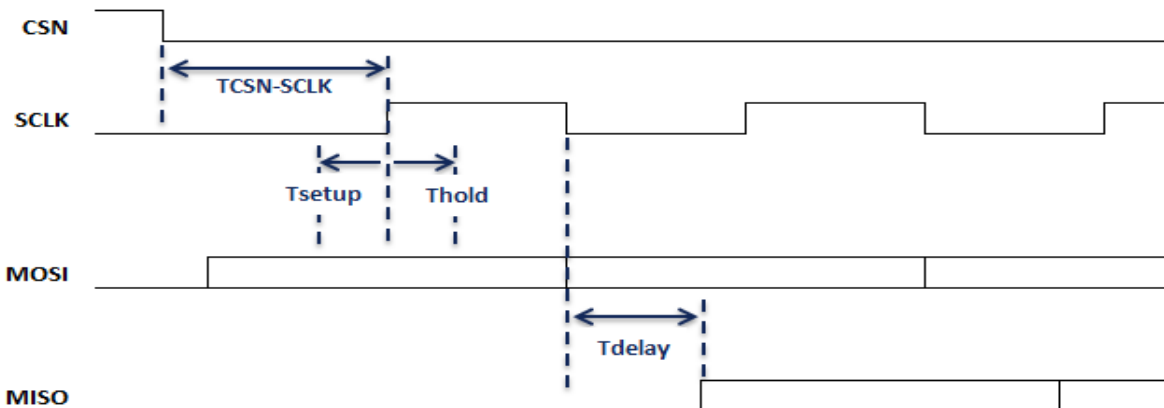 CSN
TCSN-SCLK
SCLK
Tsetup Thold
MOSI
Tdelay
MISO